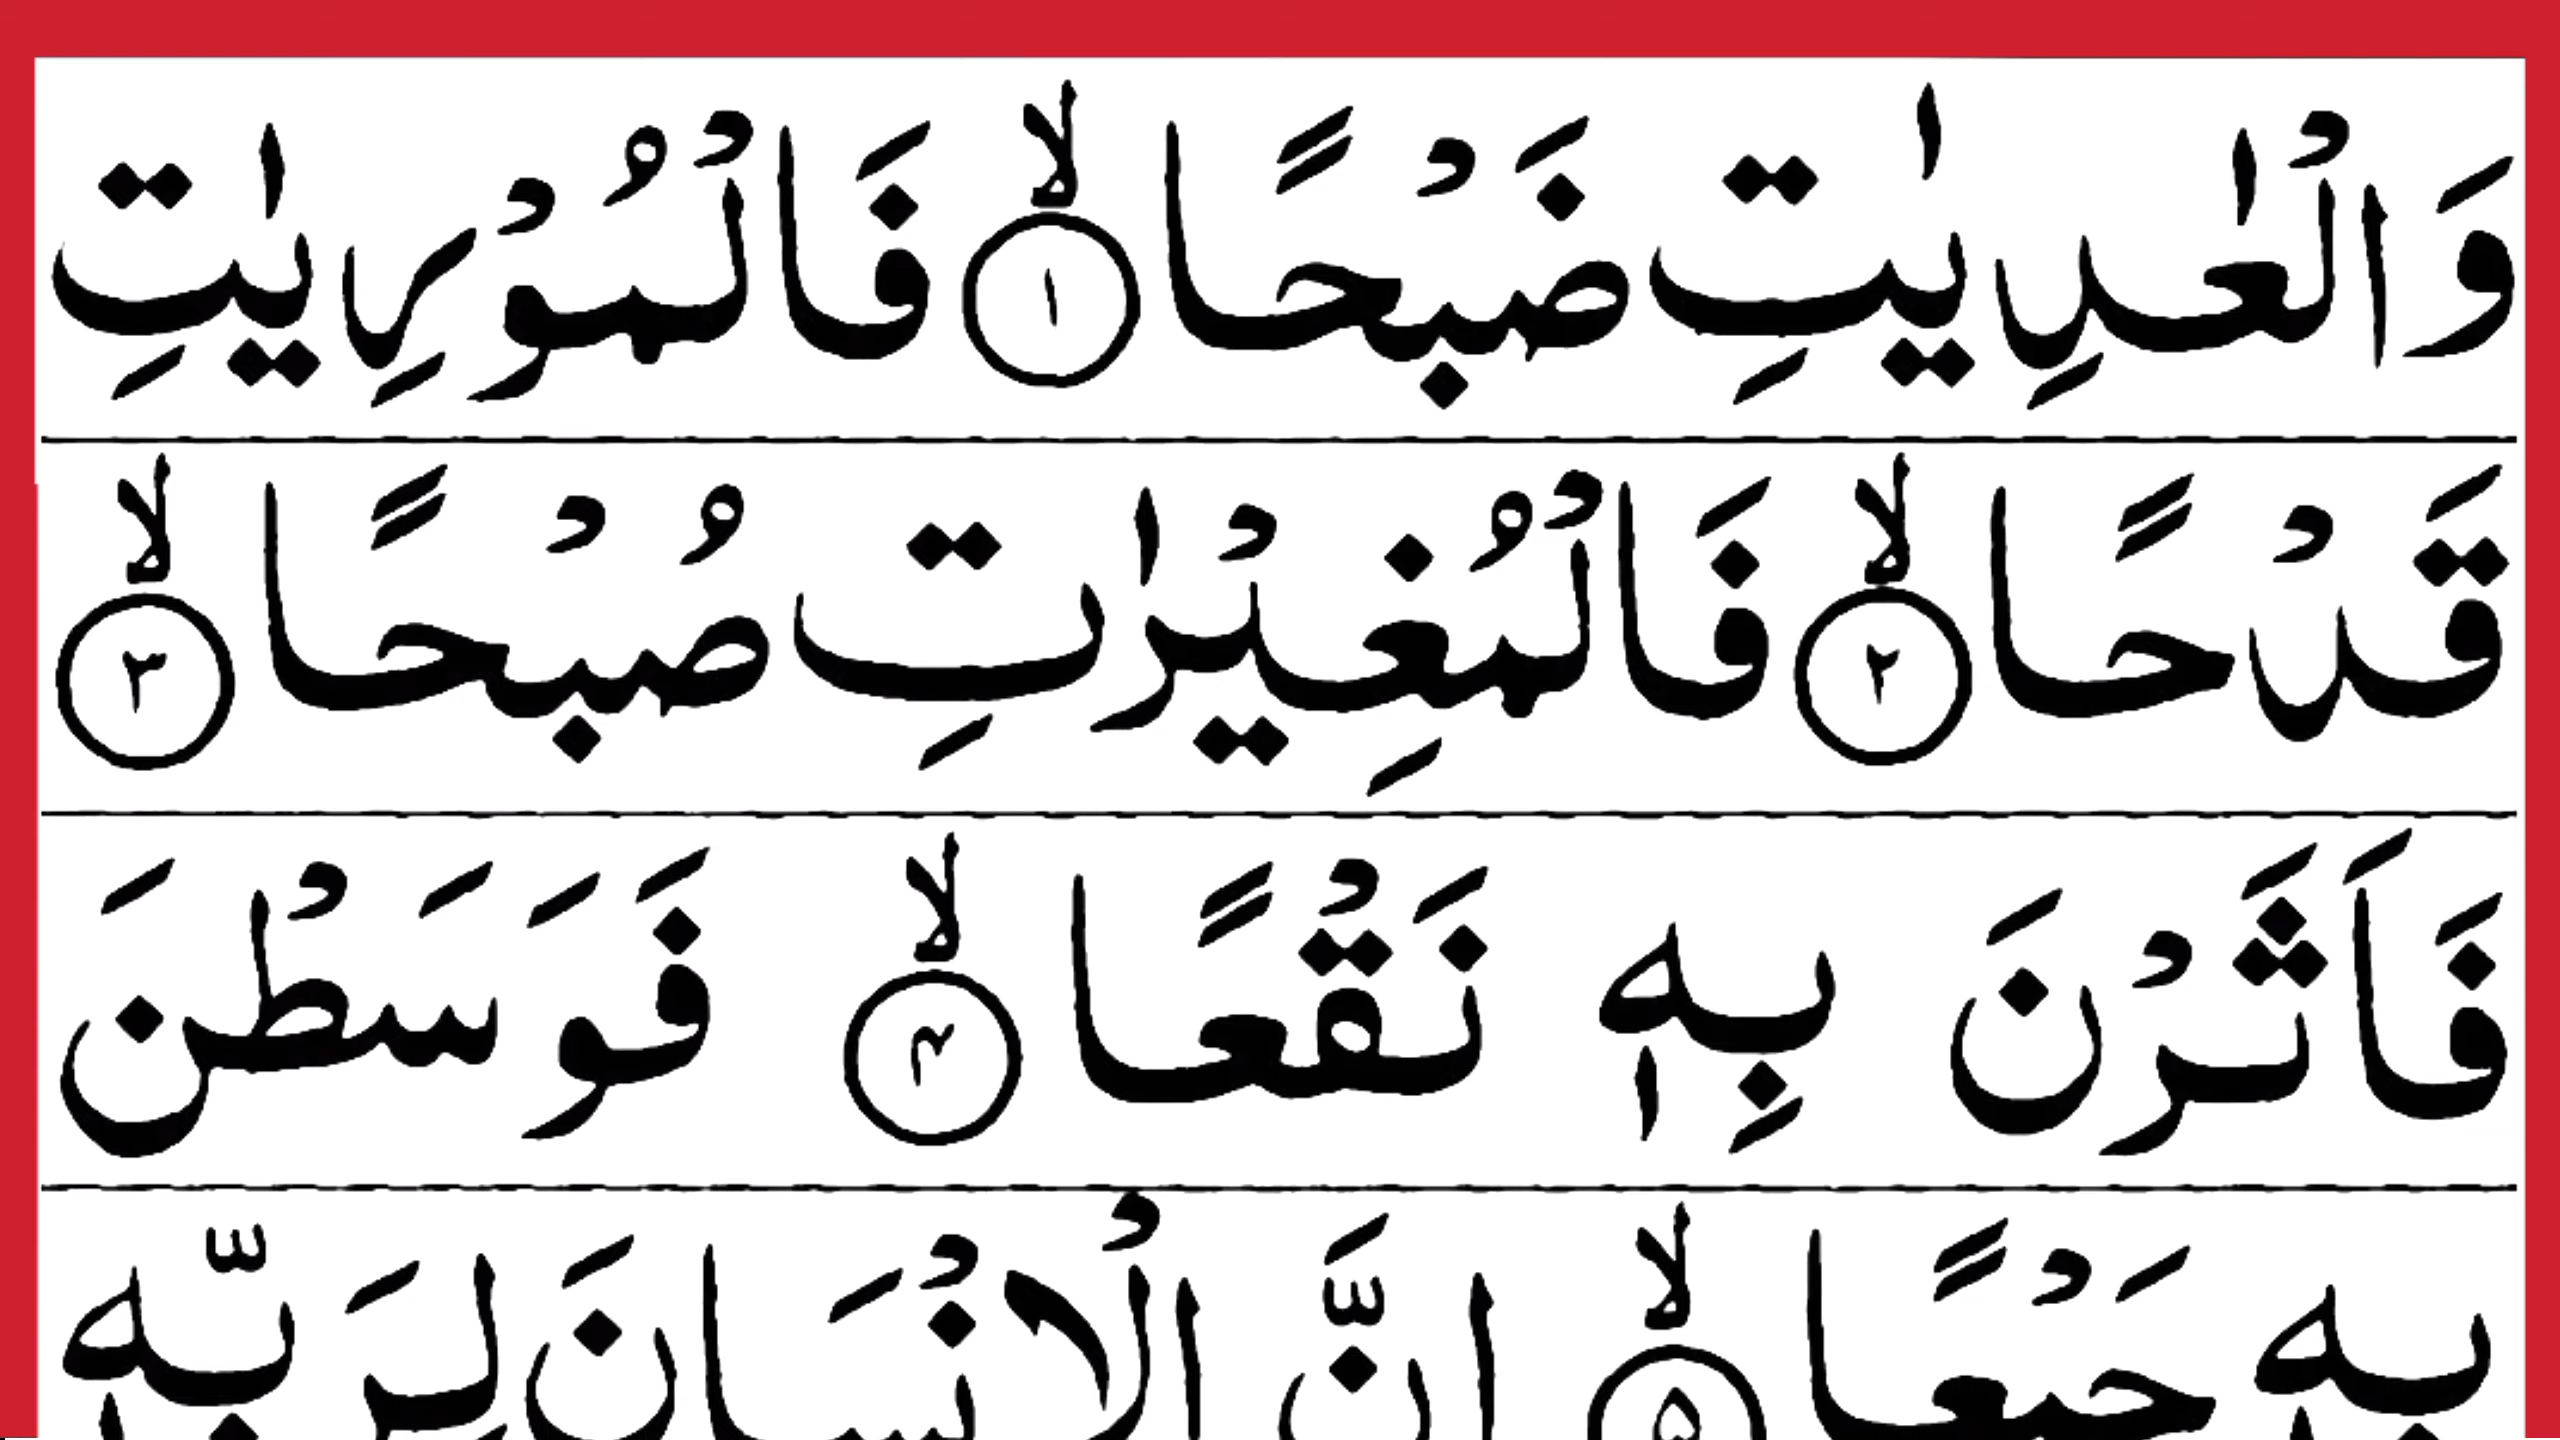 وَالْعٰدِيٰتِ ضَبْحًا ۙ﴿۱﴾ فَالْمُوْرِيٰتِ
قَدْحًا ۙ﴿۲﴾ فَالْمُغِيْرٰتِ صُبْحًا ۙ﴿۳﴾
فَاَثَرْنَ بِهٖ نَقْعًا ۙ﴿۴﴾ فَوَسَطْنَ
بِهٖ جَمْعًا ۙ﴿۵﴾ اِنَّ الْاِنْسَانَ لِرَبِّهٖ